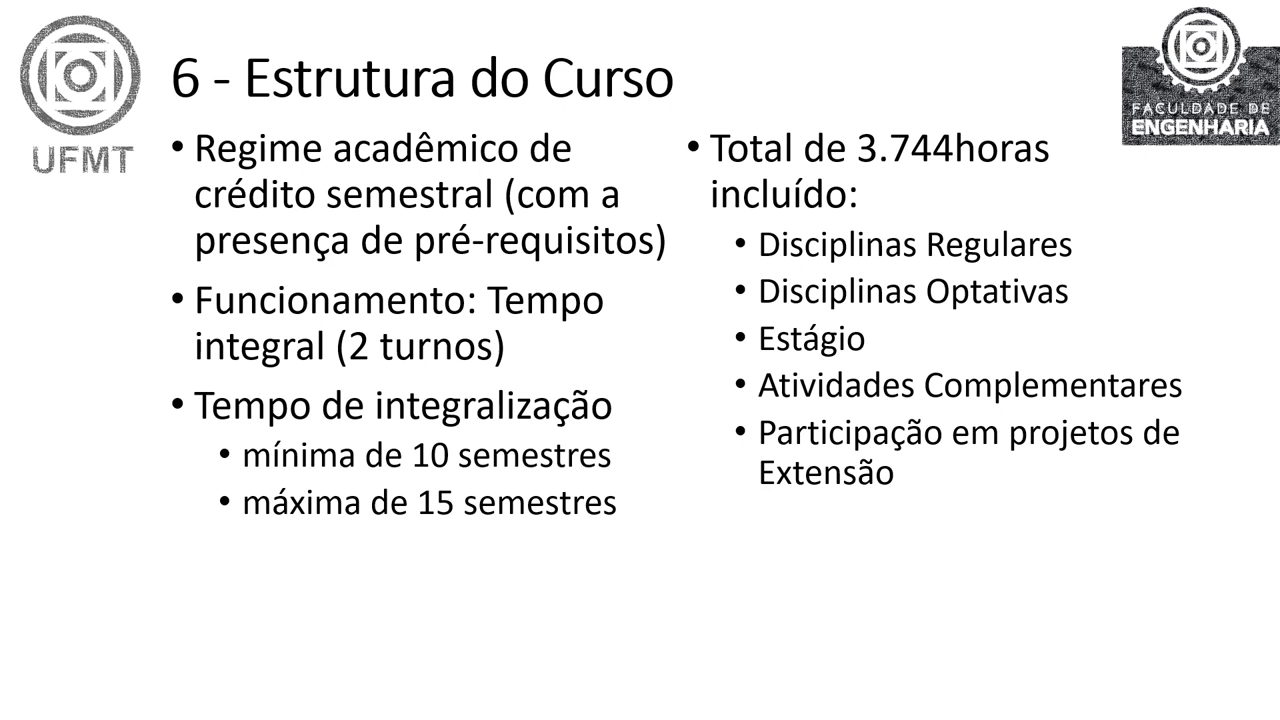 UFMT
6 - Estrutura do Curso
FACULDADE DE
ENGENHARIA
• Regime acadêmico de
crédito semestral (com a
presença de pré-requisitos)
• Funcionamento: Tempo
integral (2 turnos)
• Tempo de integralização
• mínima de 10 semestres
• máxima de 15 semestres
• Total de 3.744horas
incluído:
• Disciplinas Regulares
• Disciplinas Optativas
• Estágio
• Atividades Complementares
• Participação em projetos de
Extensão